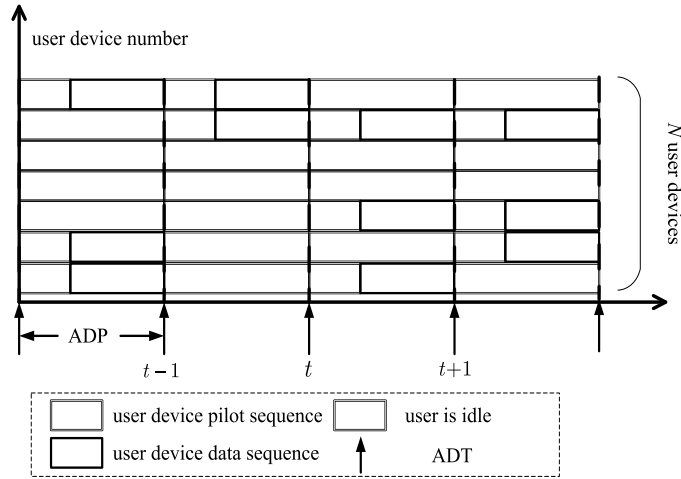 user device number
N user devices
ADP
t−1
t
t+1
user device pilot sequence
user is idle
user device data sequence
ADT